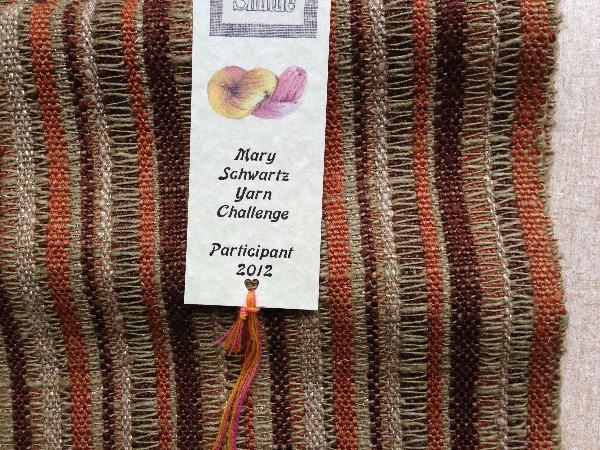 Mary
Schwartz
Yarn
Challenge
Participant
2012